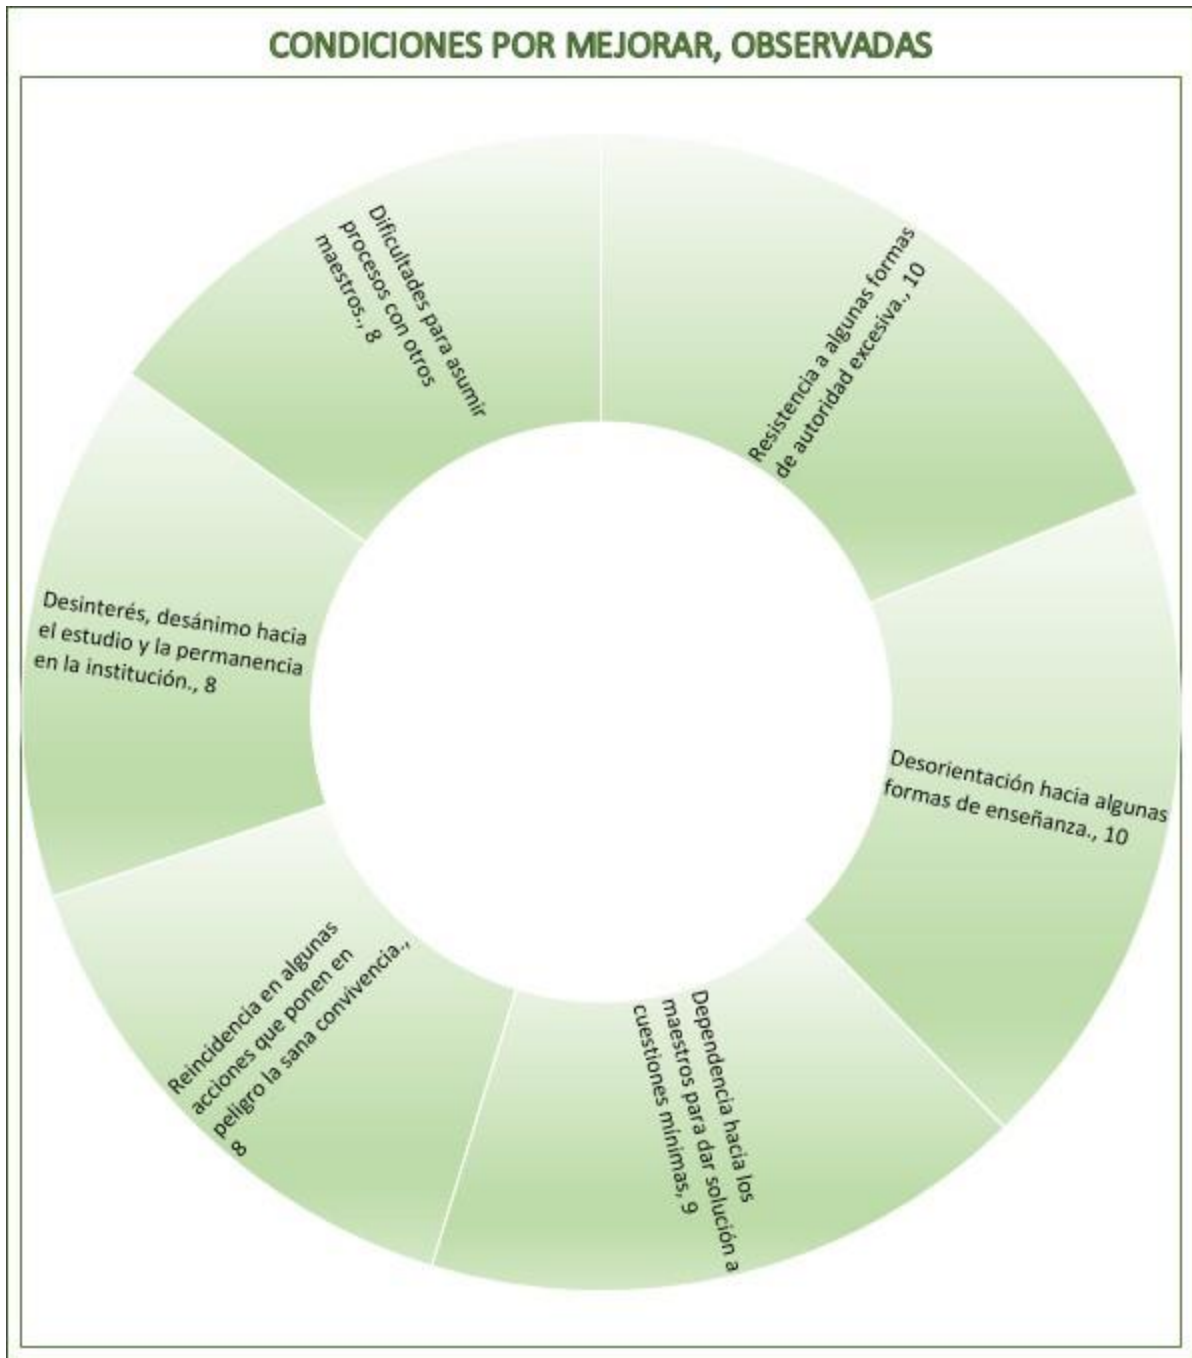 CONDICIONES POR MEJORAR, OBSERVADAS
Resistencia a algunas formas
de autoridad excesiva., 10
Desorientación hacia algunas
formas de enseñanza., 10
Dependencia hacia los
maestros para dar solución a
cuestiones mínimas, 9
Reincidencia en algunas
acciones que ponen en
peligro la sana convivencia.,
8
Desinterés, desánimo hacia
el estudio y la permanencia
en la institución., 8
Dificultades para asumir
procesos con otros
maestros., 8